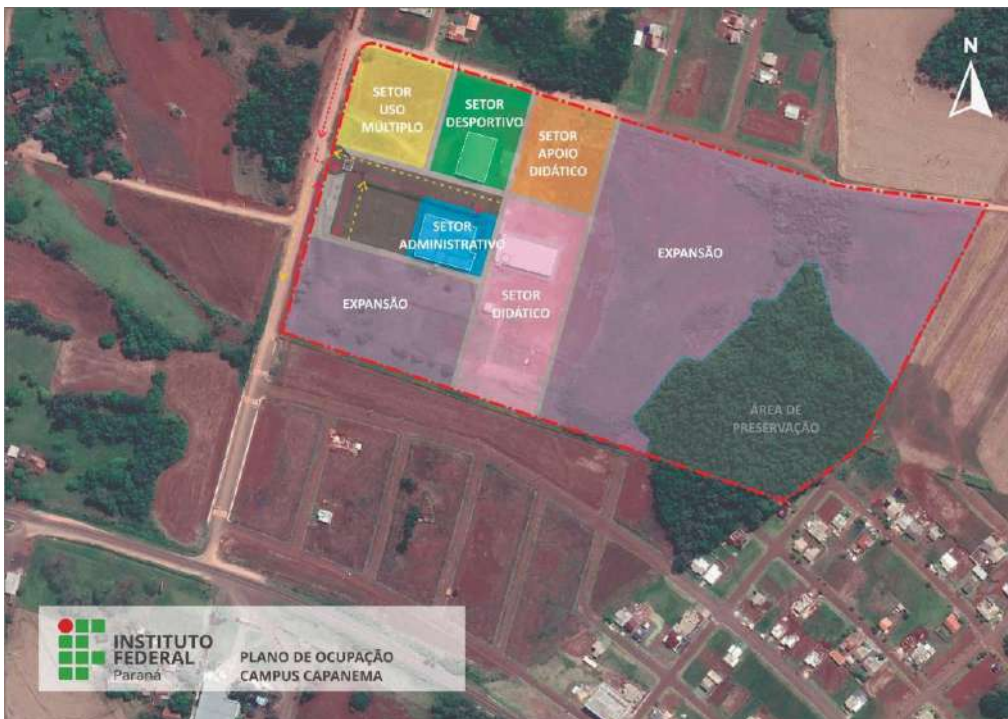 N
SETOR
USO
MÚLTIPLO
SETOR
DESPORTIVO
SETOR
APOIO
DIDÁTICO
SETOR
ADMINISTRATIVO
EXPANSÃO
EXPANSÃO
SETOR
DIDÁTICO
ÁREA DE
PRESERVAÇÃO
INSTITUTO
FEDERAL
Paraná
PLANO DE OCUPAÇÃO
CAMPUS CAPANEMA